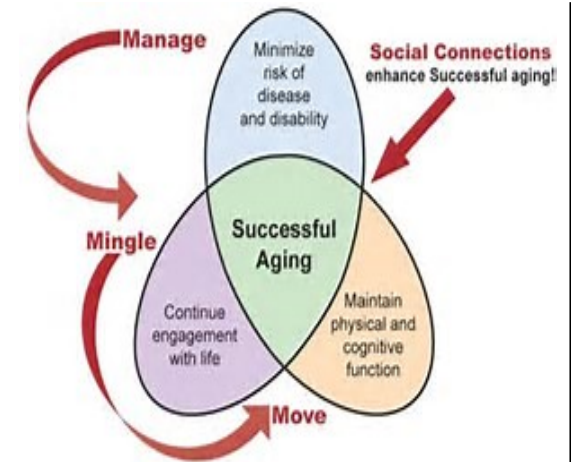 Manage
Minimize
risk of
disease
and disability
Social Connections
enhance Successful aging!
Mingle
Successful
Aging
Continue
engagement
with life
Maintain
physical and
cognitive
function
Move